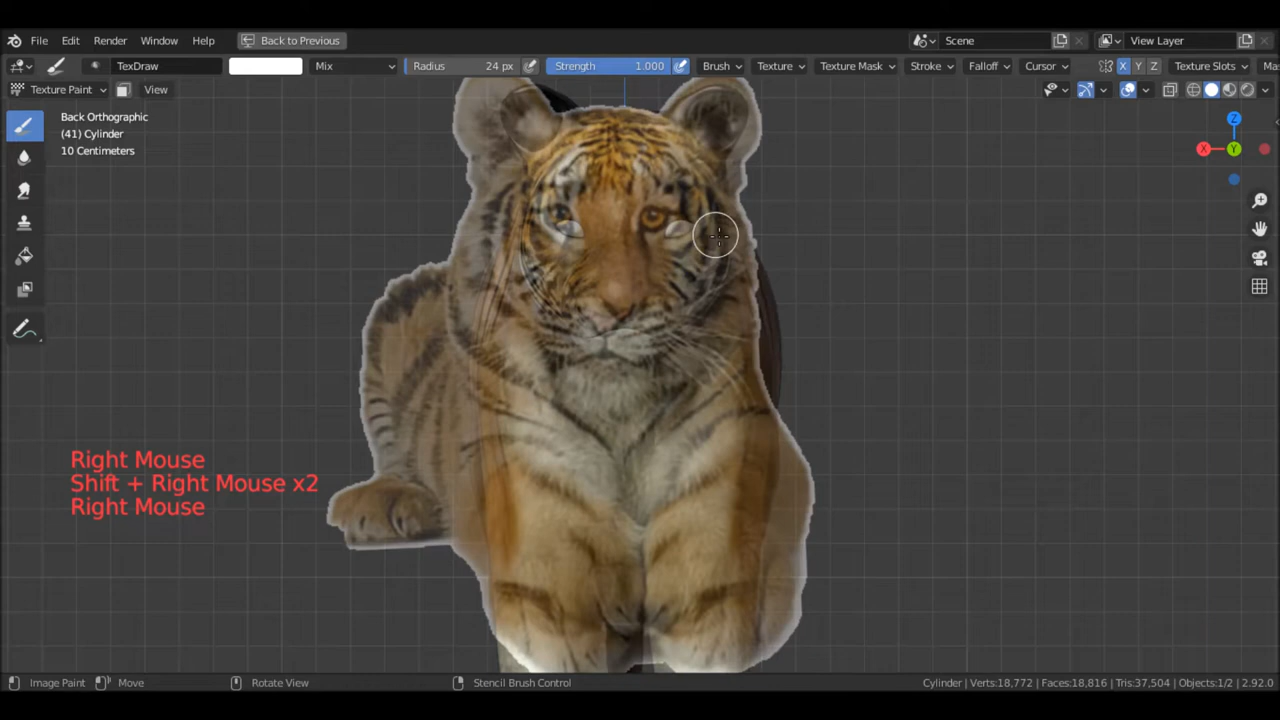 File Edit Render Window Help Back to Previous Scene View Layer
TexDraw Mix Radius 24 px Strength 1.000 Brush Texture Texture Mask Stroke Falloff Cursor X Y Z Texture Slots Mas
Texture Paint View
Back Orthographic
(41) Cylinder
10 Centimeters
Z
X Y
Right Mouse
Shift + Right Mouse x2
Right Mouse
Image Paint Move Rotate View Stencil Brush Control Cylinder | Verts:18,772 | Faces:18,816 | Tris:37,504 | Objects:1/2 | 2.92.0